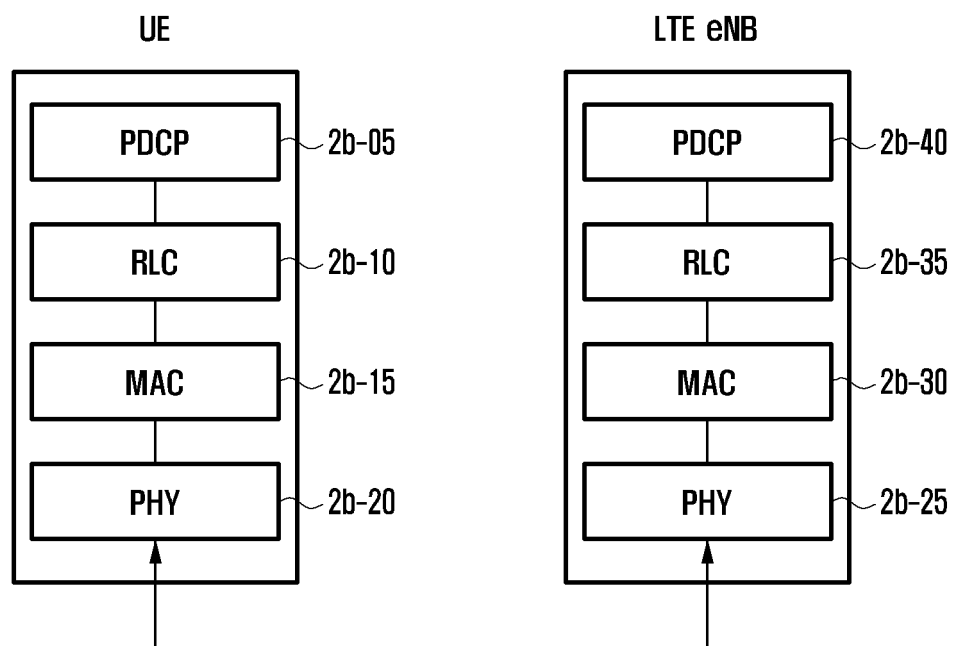 UE
LTE eNB
PDCP 2b-05
PDCP 2b-40
RLC 2b-10
RLC 2b-35
MAC 2b-15
MAC 2b-30
PHY 2b-20
PHY 2b-25